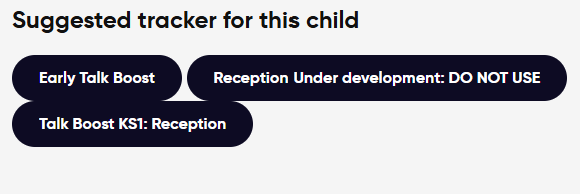 Suggested tracker for this child
Early Talk Boost
Reception Under development: DO NOT USE
Talk Boost KS1: Reception